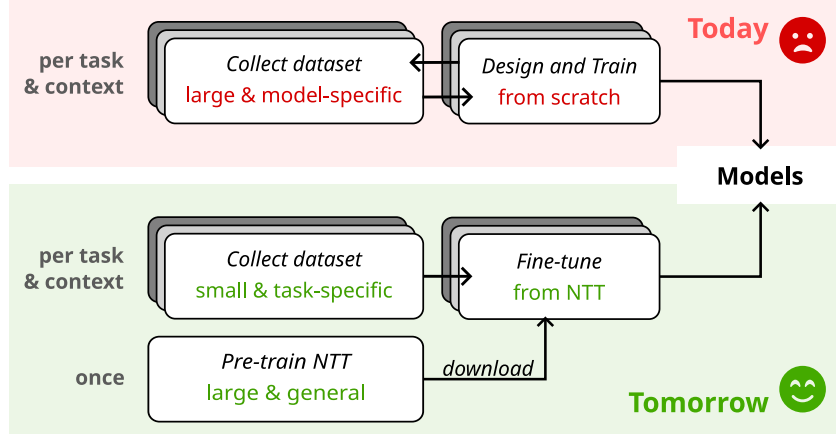 Today
per task
& context
Collect dataset
large & model-specific
Design and Train
from scratch
Models
per task
& context
Collect dataset
small & task-specific
Fine-tune
from NTT
once
Pre-train NTT
large & general
download
Tomorrow